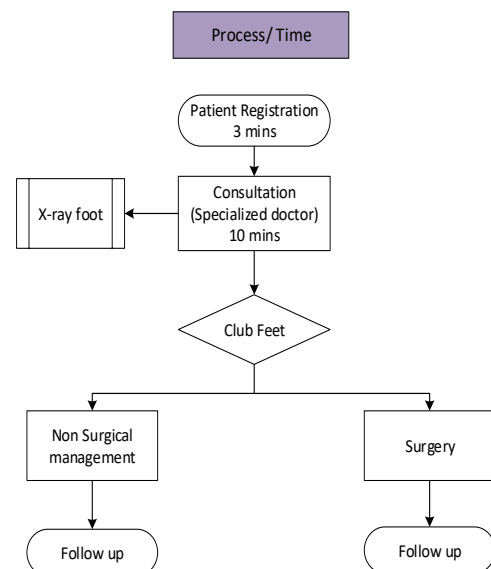 Process/ Time
Patient Registration
3 mins
X-ray foot
Consultation
(Specialized doctor)
10 mins
Club Feet
Non Surgical
management
Surgery
Follow up
Follow up